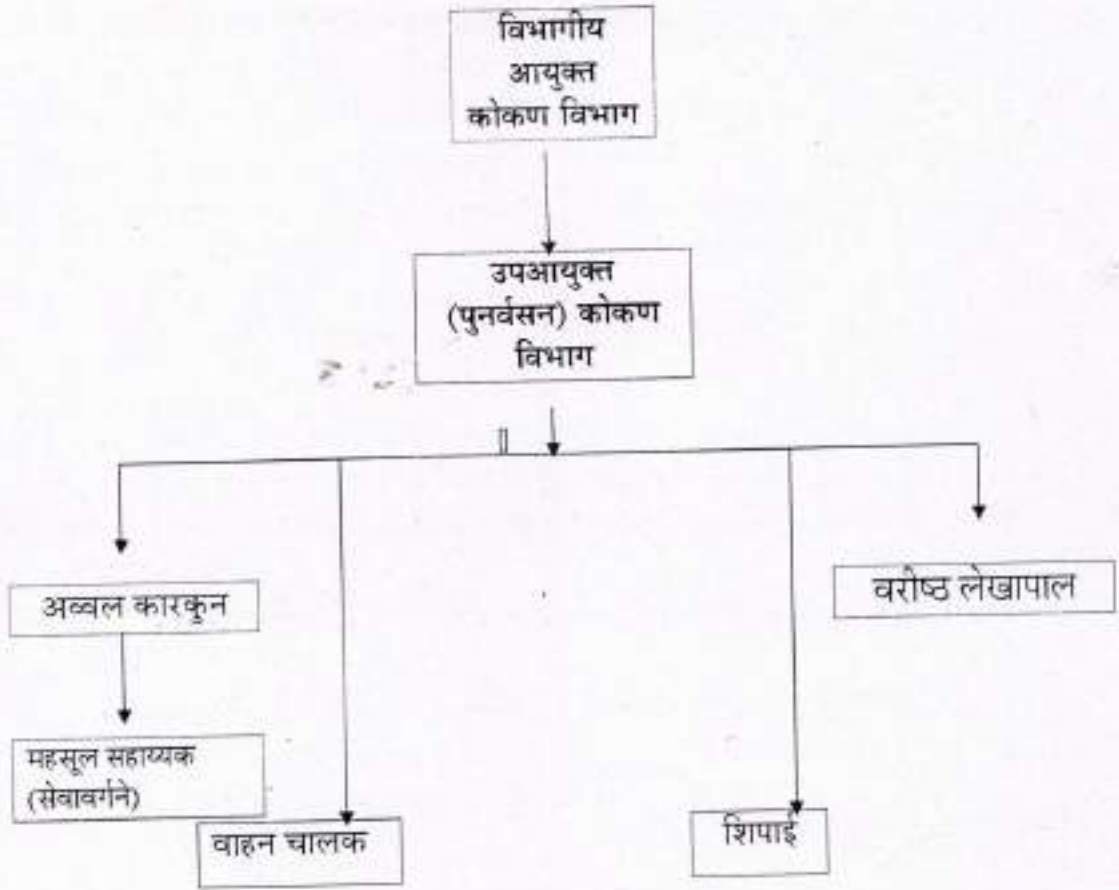 विभागीय
आयुक्त
कोकण विभाग
उपआयुक्त
(पुनर्वसन) कोकण
विभाग
अव्वल कारकुन
वरीष्ठ लेखापाल
महसूल सहाय्यक
(सेवावर्गने)
वाहन चालक
शिपाई